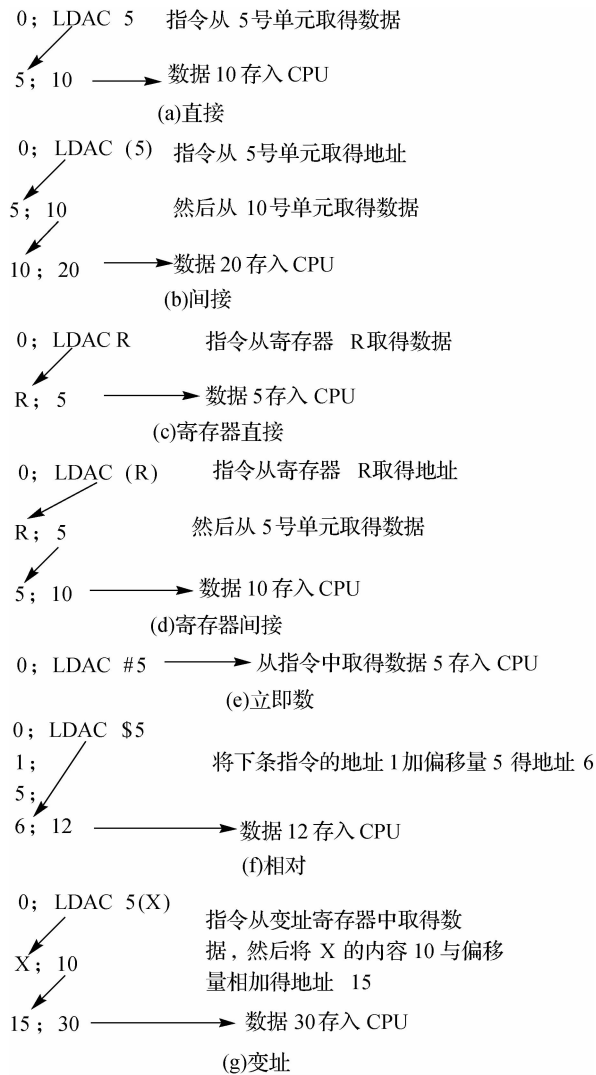 0; LDAC 5 指令从 5号单元取得数据
5; 10 数据 10 存入 CPU
(a)直接
0; LDAC (5) 指令从 5号单元取得地址
5; 10 然后从 10 号单元取得数据
10; 20 数据 20 存入 CPU
(b)间接
0; LDAC R 指令从寄存器 R取得数据
R; 5 数据 5存入 CPU
(c)寄存器直接
0; LDAC (R) 指令从寄存器 R取得地址
R; 5 然后从 5 号单元取得数据
5; 10 数据 10 存入 CPU
(d)寄存器间接
0; LDAC #5 从指令中取得数据 5 存入 CPU
(e)立即数
0; LDAC $5
1; 将下条指令的地址 1加偏移量 5 得地址 6
5;
6; 12 数据 12 存入 CPU
(f)相对
0; LDAC 5(X)
指令从变址寄存器中取得数
据，然后将 X 的内容 10 与偏移
X; 10
量相加得地址 15
15; 30 数据 30存入 CPU
(g)变址